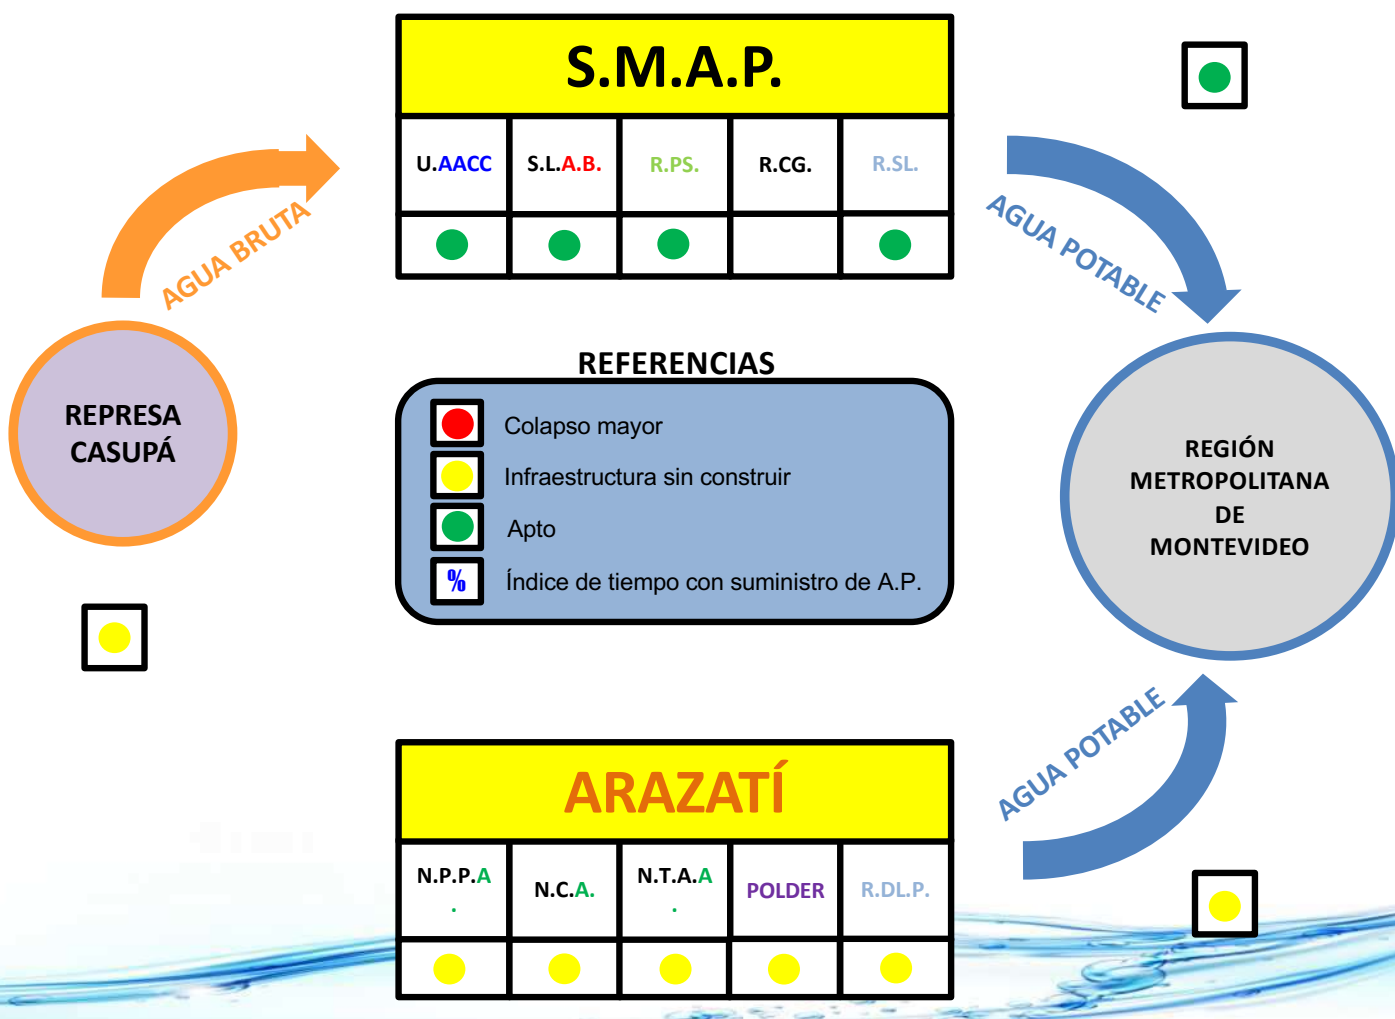 S.M.A.P.
U.AACC
S.L.A.B.
R.PS.
R.CG.
R.SL.
AGUA BRUTA
AGUA POTABLE
REPRESA
CASUPÁ
REFERENCIAS
Colapso mayor
Infraestructura sin construir
Apto
% Índice de tiempo con suministro de A.P.
REGIÓN
METROPOLITANA
DE
MONTEVIDEO
AGUA POTABLE
ARAZATÍ
N.P.P.A
.
N.C.A.
N.T.A.A
.
POLDER
R.DL.P.